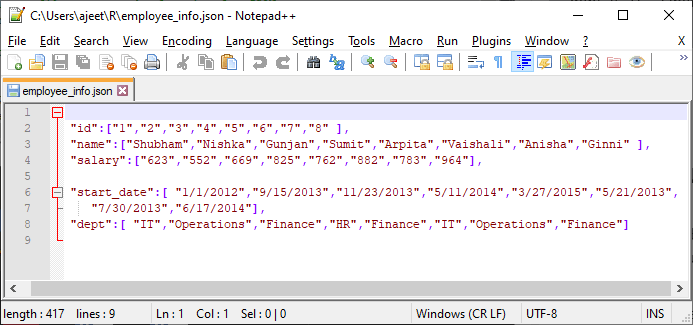 C:\Users\ajeet\R\employee_info.json - Notepad++
File Edit Search View Encoding Language Settings Tools Macro Run Plugins Window ? X
employee_info.json
1
2 "id":["1","2","3","4","5","6","7","8" ],
3 "name":["Shubham","Nishka","Gunjan","Sumit","Arpita","Vaishali","Anisha","Ginni" ],
4 "salary":["623","552","669","825","762","882","783","964"],
5
6 "start_date":[ "1/1/2012","9/15/2013","11/23/2013","5/11/2014","3/27/2015","5/21/2013",
7 "7/30/2013","6/17/2014"],
8 "dept":[ "IT","Operations","Finance","HR","Finance","IT","Operations","Finance"]
9
length : 417 lines : 9 Ln : 1 Col : 1 Sel : 0 | 0 Windows (CR LF) UTF-8 INS